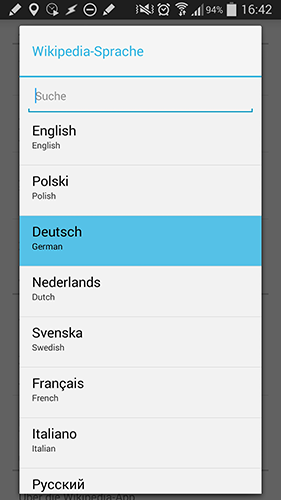 94% 16:42
Wikipedia-Sprache
Suche
English
English
Polski
Polish
Deutsch
German
Nederlands
Dutch
Svenska
Swedish
Français
French
Italiano
Italian
Русский
Über die Wikipedia-App